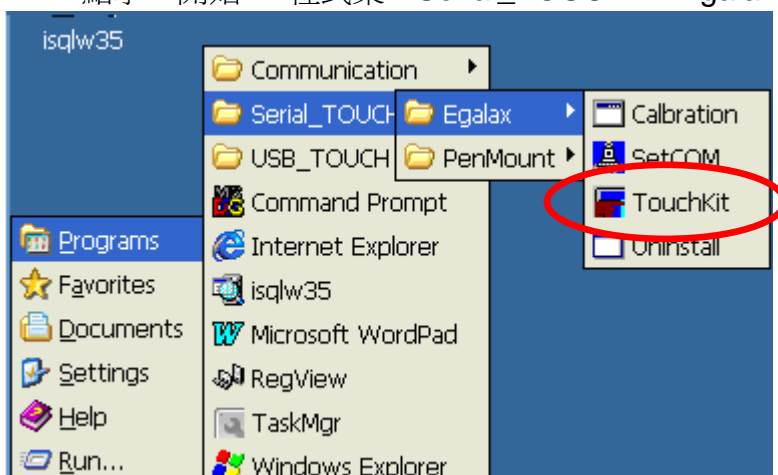 isqlw35
Communication
Serial_TOUCH
Egalax
Calbration
USB_TOUCH
PenMount
SetCOM
Command Prompt
TouchKit
Programs
Internet Explorer
Uninstall
Favorites
isqlw35
Documents
Microsoft WordPad
Settings
RegView
Help
TaskMgr
Run...
Windows Explorer